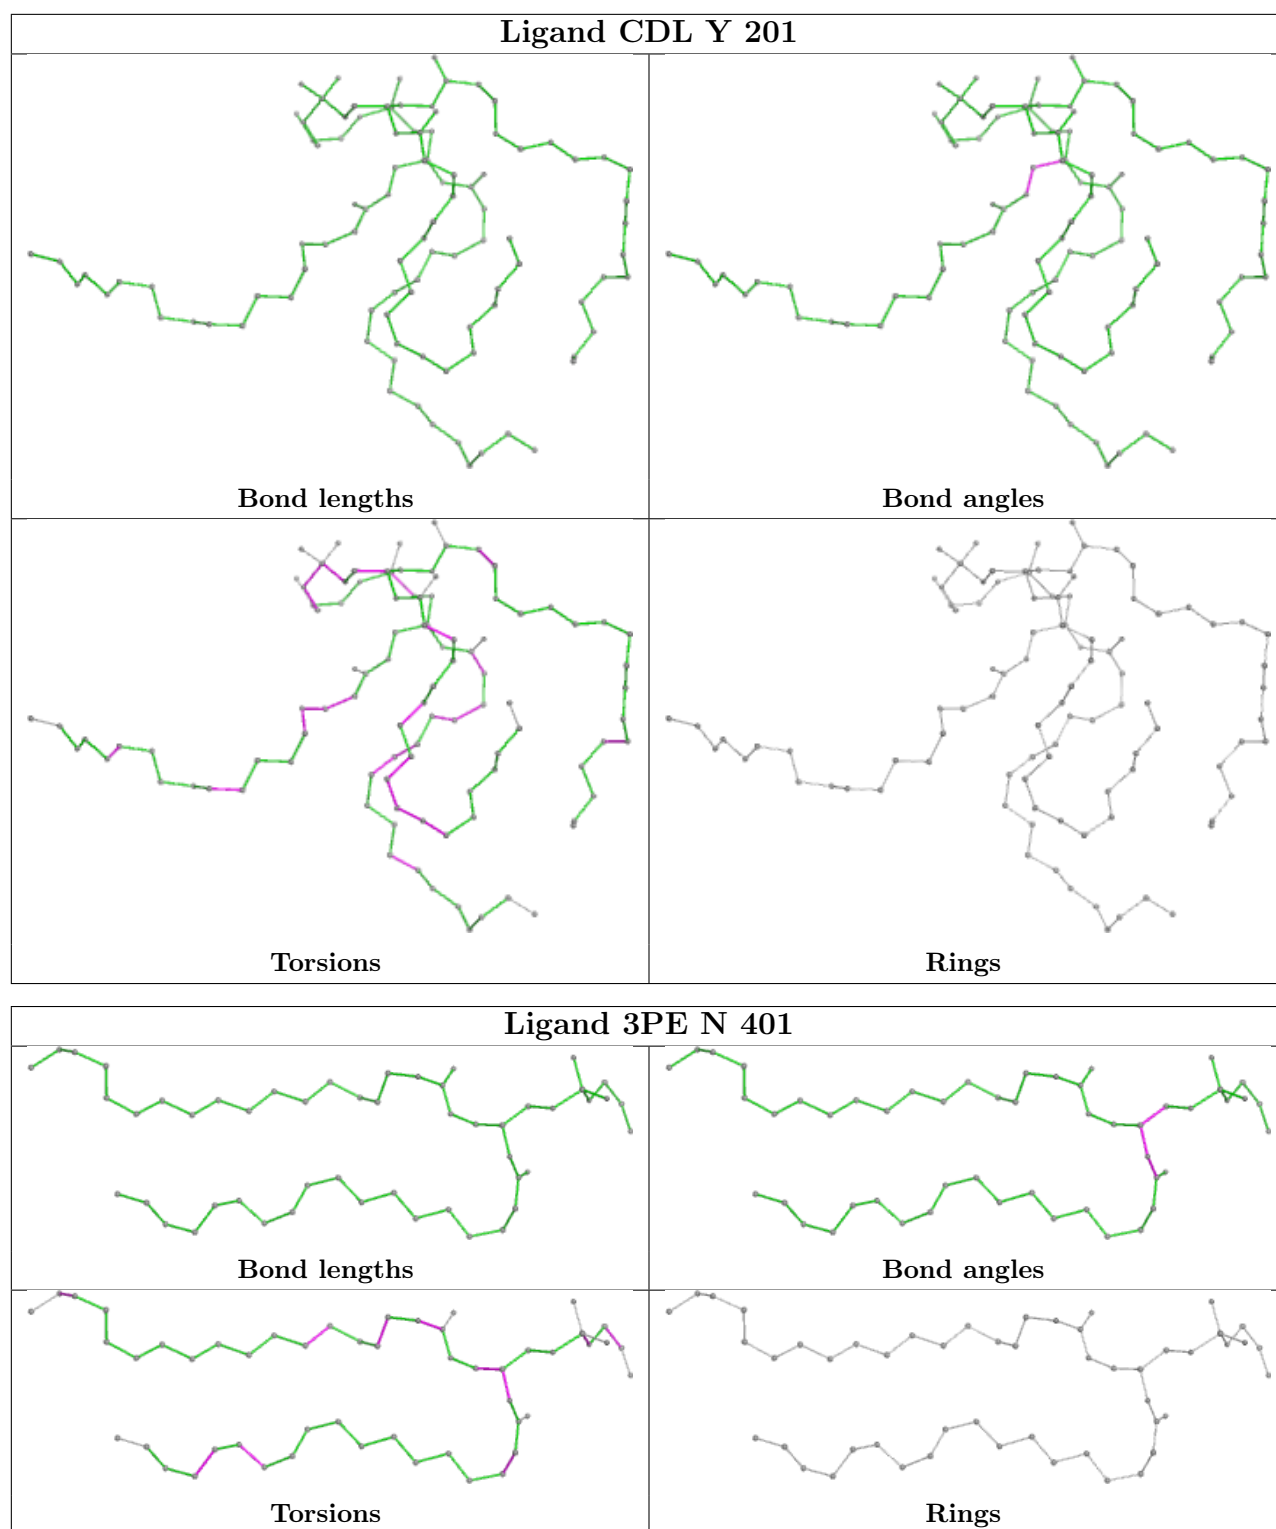 Ligand CDL Y 201
Bond lengths
Bond angles
Torsions
Rings
Ligand 3PE N 401
Bond lengths
Bond angles
Torsions
Rings